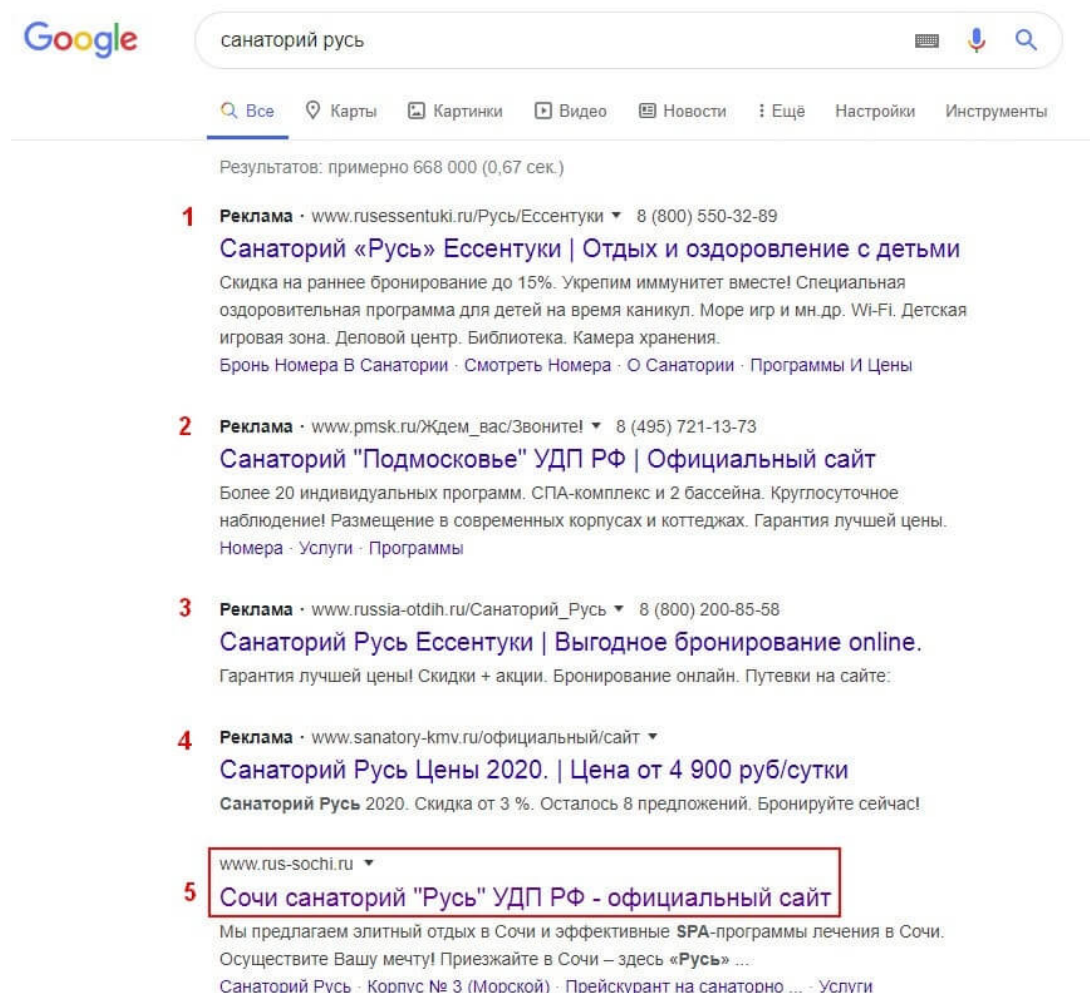 Google
санаторий русь
Все Карты Картинки Видео Новости Ещё Настройки Инструменты
Результатов: примерно 668 000 (0,67 сек.)
1 Реклама · www.rusessentuki.ru/Русь/Ессентуки 8 (800) 550-32-89
Санаторий «Русь» Ессентуки | Отдых и оздоровление с детьми
Скидка на раннее бронирование до 15%. Укрепим иммунитет вместе! Специальная
оздоровительная программа для детей на время каникул. Море игр и мн.др. Wi-Fi. Детская
игровая зона. Деловой центр. Библиотека. Камера хранения.
Бронь Номера В Санатории · Смотреть Номера · О Санатории · Программы И Цены
2 Реклама · www.pmsk.ru/Ждем_вас/Звоните! 8 (495) 721-13-73
Санаторий "Подмосковье" УДП РФ | Официальный сайт
Более 20 индивидуальных программ. СПА-комплекс и 2 бассейна. Круглосуточное
наблюдение! Размещение в современных корпусах и коттеджах. Гарантия лучшей цены.
Номера · Услуги · Программы
3 Реклама · www.russia-otdih.ru/Санаторий_Русь 8 (800) 200-85-58
Санаторий Русь Ессентуки | Выгодное бронирование online.
Гарантия лучшей цены! Скидки + акции. Бронирование онлайн. Путевки на сайте:
4 Реклама · www.sanatory-kmv.ru/официальный/сайт
Санаторий Русь Цены 2020. | Цена от 4 900 руб/сутки
Санаторий Русь 2020. Скидка от 3 %. Осталось 8 предложений. Бронируйте сейчас!
www.rus-sochi.ru
5 Сочи санаторий "Русь" УДП РФ - официальный сайт
Мы предлагаем элитный отдых в Сочи и эффективные SPA-программы лечения в Сочи.
Осуществите Вашу мечту! Приезжайте в Сочи – здесь «Русь» ...
Санаторий Русь · Корпус № 3 (Морской) · Прейскурант на санаторно ... · Услуги